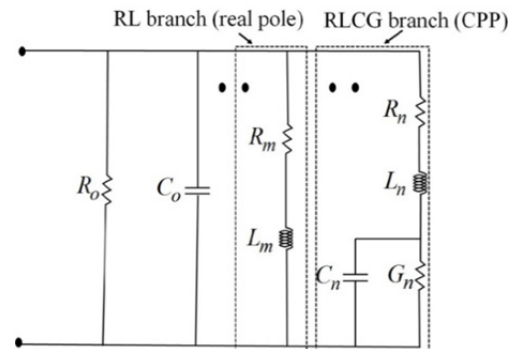 RL branch (real pole) RLCG branch (CPP)
Rn
Rm
Ro Co Ln
Lm
Cn Gn